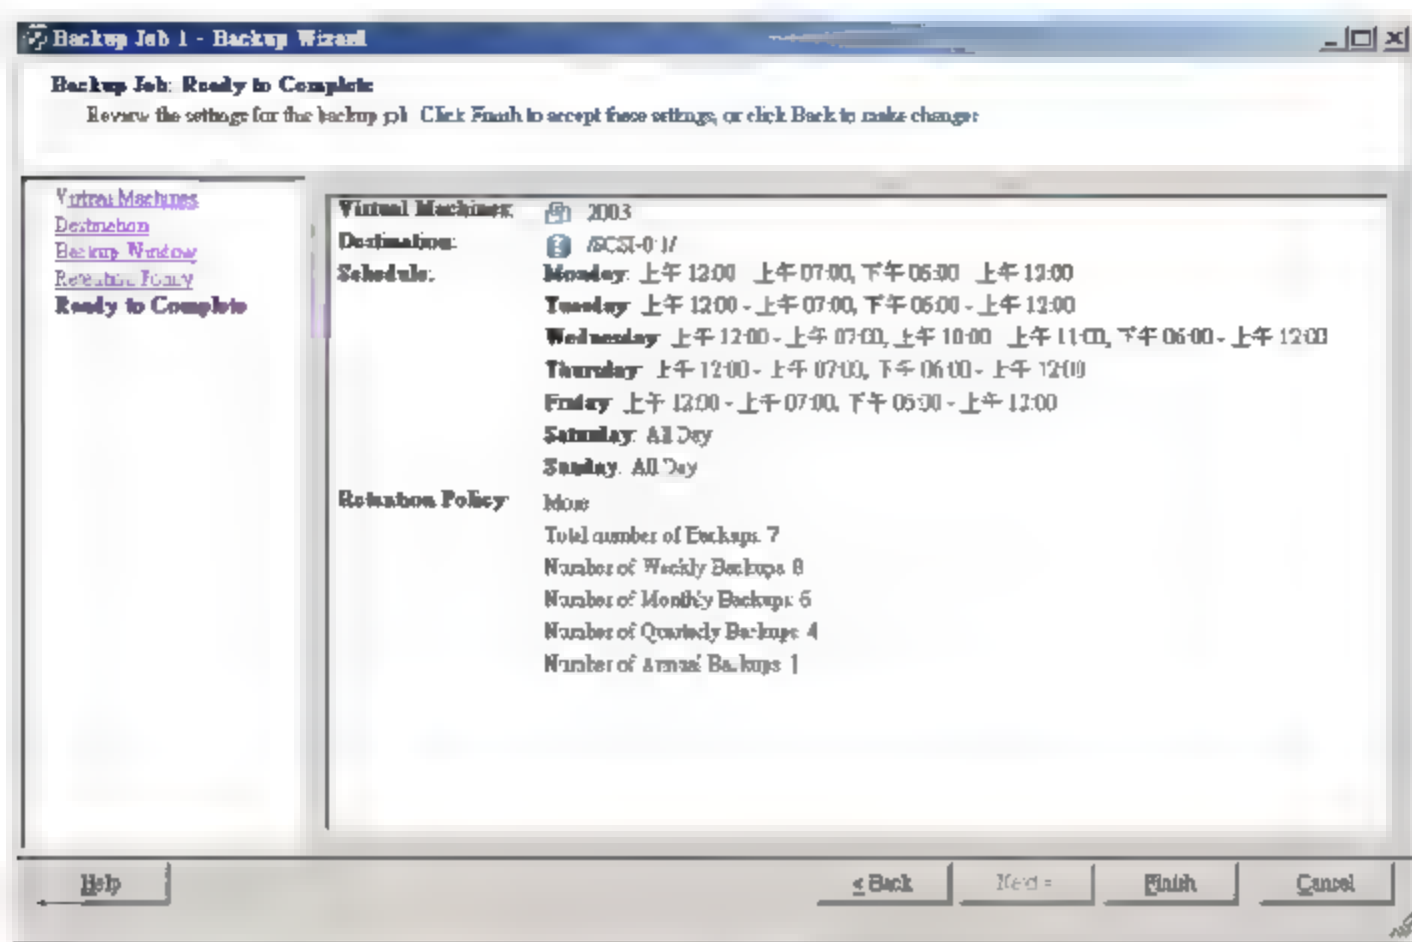 Backup Job 1 - Backup Wizard
Backup Job: Ready to Complete
Review the settings for this backup job. Click Finish to accept these settings, or click Back to make changes
Virtual Machines
Destination
Backup Window
Retention Policy
Ready to Complete
Virtual Machines: 2003
Destination: /SCSI-0:1/
Schedule: Monday: 上午 12:00 - 上午 07:00, 下午 06:00 - 上午 12:00
Tuesday: 上午 12:00 - 上午 07:00, 下午 06:00 - 上午 12:00
Wednesday: 上午 12:00 - 上午 07:00, 上午 10:00 - 上午 11:00, 下午 06:00 - 上午 12:00
Thursday: 上午 12:00 - 上午 07:00, 下午 06:00 - 上午 12:00
Friday: 上午 12:00 - 上午 07:00, 下午 06:00 - 上午 12:00
Saturday: All Day
Sunday: All Day
Retention Policy: More
Total number of Backups: 7
Number of Weekly Backups: 8
Number of Monthly Backups: 6
Number of Quarterly Backups: 4
Number of Annual Backups: 1
Help
< Back
Next >
Finish
Cancel